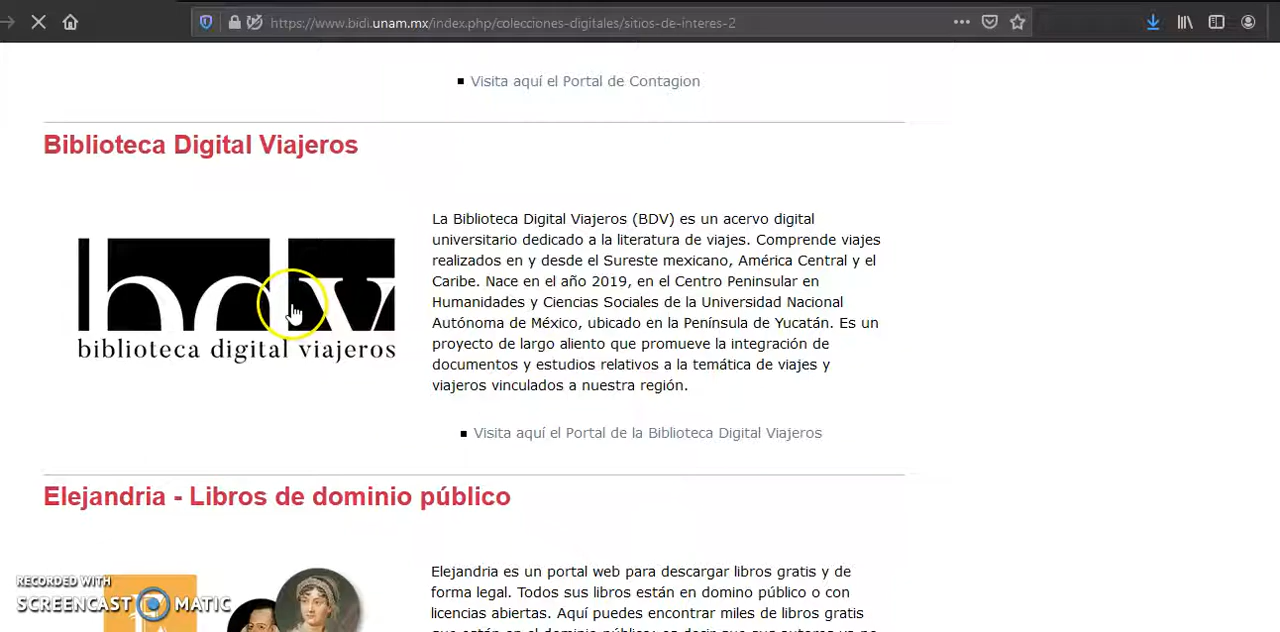 https://www.bidi.unam.mx/index.php/colecciones-digitales/sitios-de-interes-2
Visita aquí el Portal de Contagion
Biblioteca Digital Viajeros
bdv
biblioteca digital viajeros
La Biblioteca Digital Viajeros (BDV) es un acervo digital
universitario dedicado a la literatura de viajes. Comprende viajes
realizados en y desde el Sureste mexicano, América Central y el
Caribe. Nace en el año 2019, en el Centro Peninsular en
Humanidades y Ciencias Sociales de la Universidad Nacional
Autónoma de México, ubicado en la Península de Yucatán. Es un
proyecto de largo aliento que promueve la integración de
documentos y estudios relativos a la temática de viajes y
viajeros vinculados a nuestra región.
Visita aquí el Portal de la Biblioteca Digital Viajeros
Elejandria - Libros de dominio público
Elejandria es un portal web para descargar libros gratis y de
forma legal. Todos sus libros están en domino público o con
licencias abiertas. Aquí puedes encontrar miles de libros gratis
RECORDED WITH
SCREENCAST MATIC